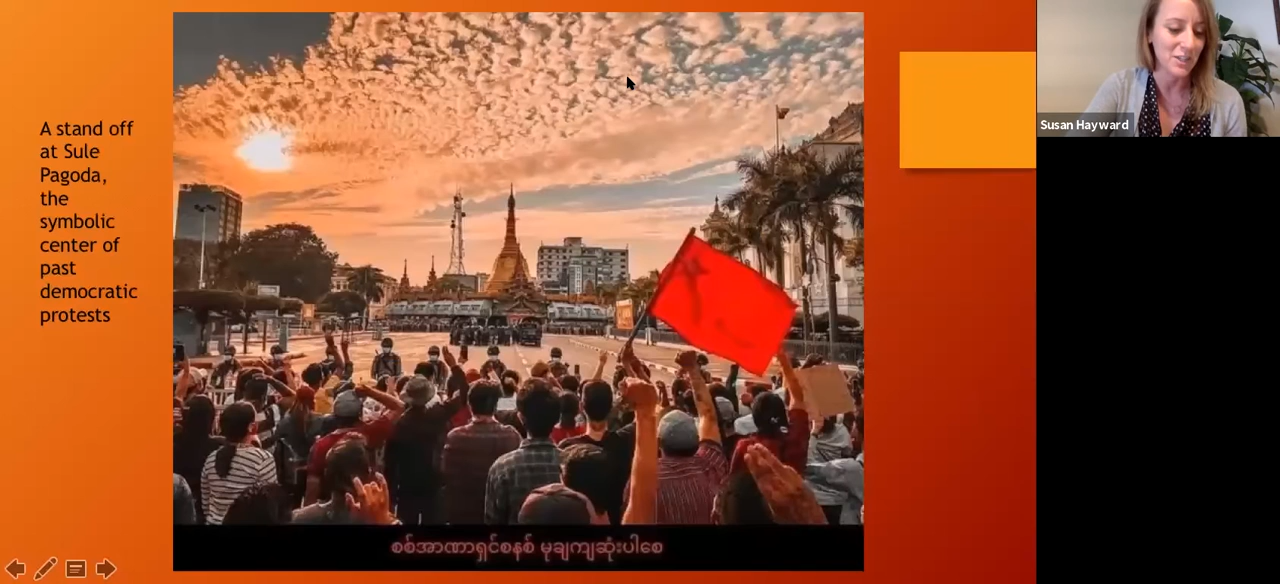 A stand off
at Sule
Pagoda,
the
symbolic
center of
past
democratic
protests
စစ်အာဏာရှင်စနစ် မုချကျဆုံးပါစေ
Susan Hayward